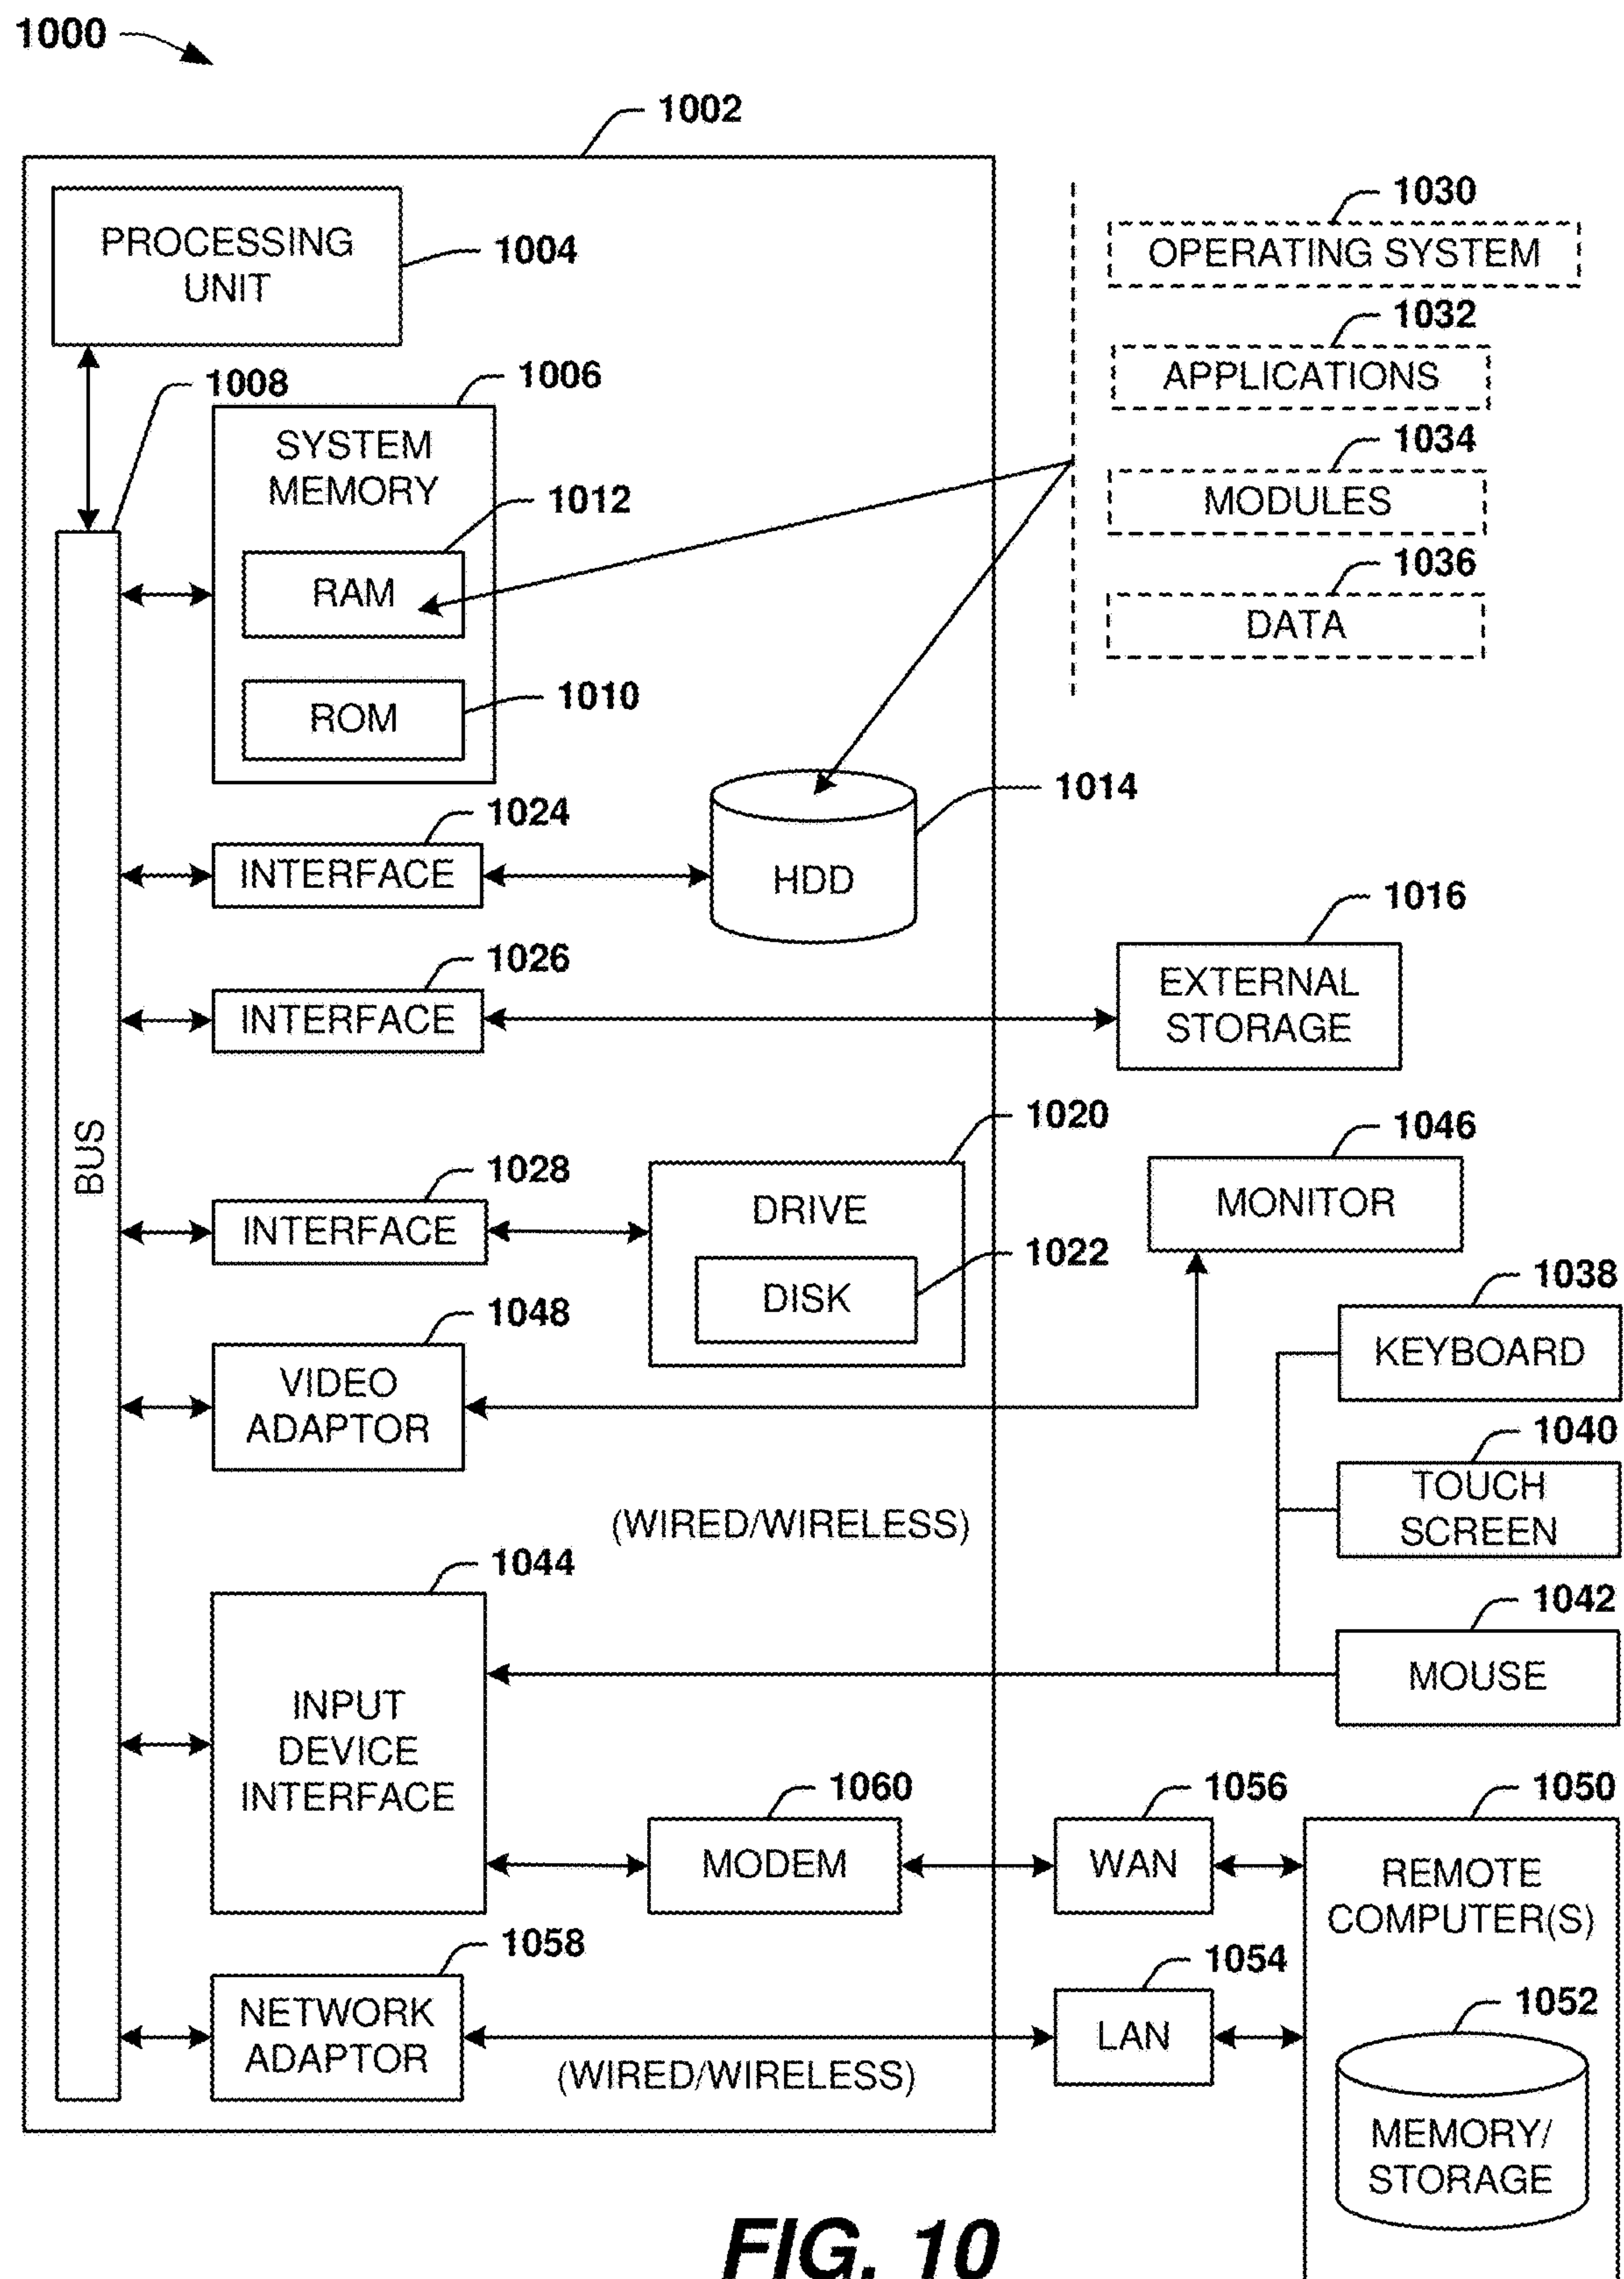 1000
1002
PROCESSING
UNIT
1004
1030
OPERATING SYSTEM
1032
APPLICATIONS
1034
MODULES
1036
DATA
1008
1006
SYSTEM
MEMORY
1012
RAM
1010
ROM
1024
INTERFACE
1014
HDD
1026
INTERFACE
1016
EXTERNAL
STORAGE
BUS
1028
INTERFACE
1020
DRIVE
1022
DISK
1046
MONITOR
1048
VIDEO
ADAPTOR
1038
KEYBOARD
1040
TOUCH
SCREEN
(WIRED/WIRELESS)
1044
INPUT
DEVICE
INTERFACE
1042
MOUSE
1060
MODEM
1056
WAN
1050
REMOTE
COMPUTER(S)
1058
NETWORK
ADAPTOR
(WIRED/WIRELESS)
1054
LAN
1052
MEMORY/
STORAGE
FIG. 10